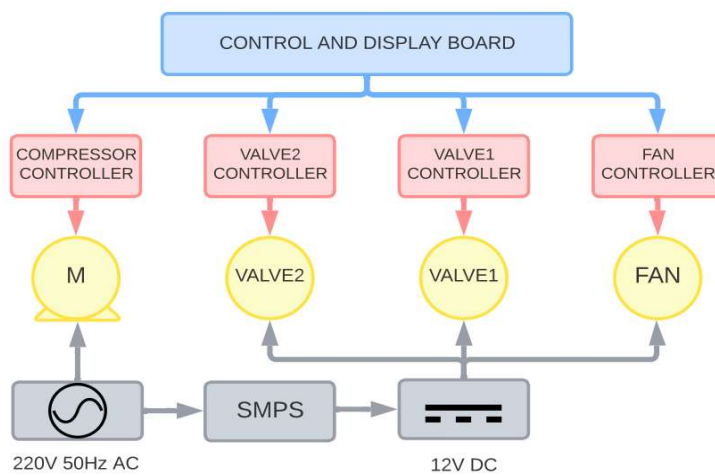 CONTROL AND DISPLAY BOARD
COMPRESSOR
CONTROLLER
VALVE2
CONTROLLER
VALVE1
CONTROLLER
FAN
CONTROLLER
M
VALVE2
VALVE1
FAN
SMPS
220V 50Hz AC
12V DC